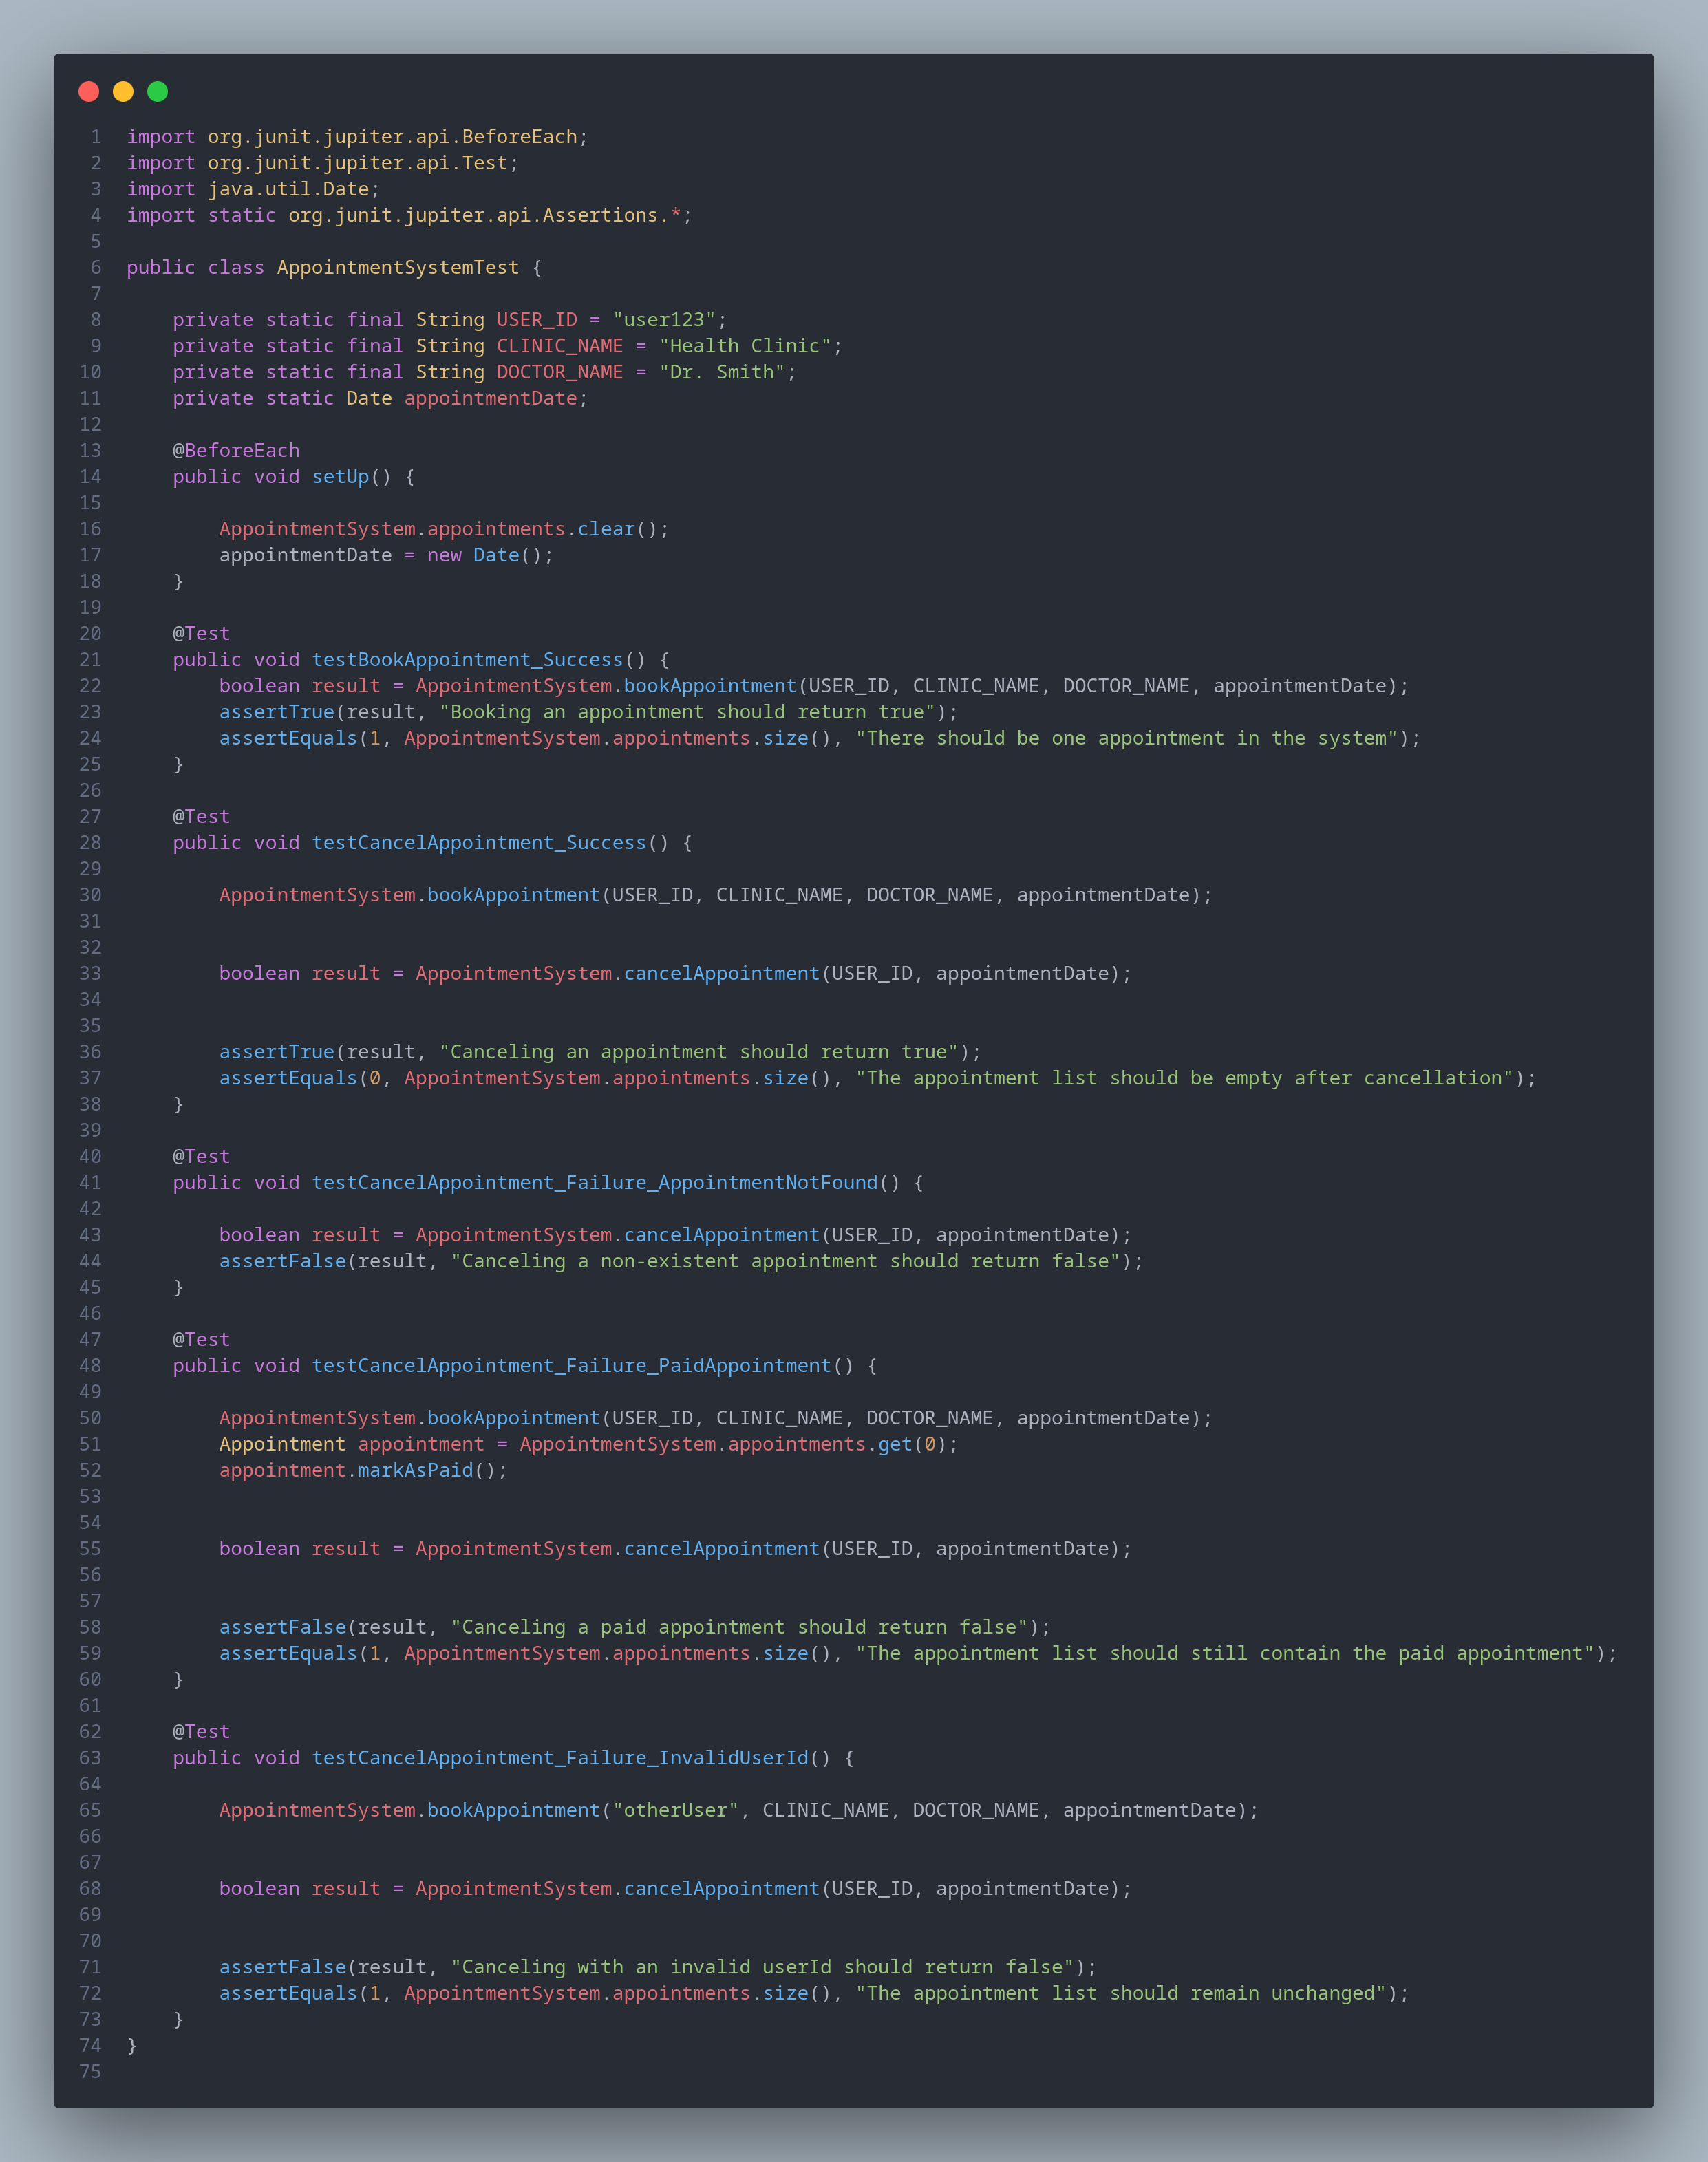 1 import org.junit.jupiter.api.BeforeEach;
2 import org.junit.jupiter.api.Test;
3 import java.util.Date;
4 import static org.junit.jupiter.api.Assertions.*;
5
6 public class AppointmentSystemTest {
7
8     private static final String USER_ID = "user123";
9     private static final String CLINIC_NAME = "Health Clinic";
10     private static final String DOCTOR_NAME = "Dr. Smith";
11     private static Date appointmentDate;
12
13     @BeforeEach
14     public void setUp() {
15
16         AppointmentSystem.appointments.clear();
17         appointmentDate = new Date();
18     }
19
20     @Test
21     public void testBookAppointment_Success() {
22         boolean result = AppointmentSystem.bookAppointment(USER_ID, CLINIC_NAME, DOCTOR_NAME, appointmentDate);
23         assertTrue(result, "Booking an appointment should return true");
24         assertEquals(1, AppointmentSystem.appointments.size(), "There should be one appointment in the system");
25     }
26
27     @Test
28     public void testCancelAppointment_Success() {
29
30         AppointmentSystem.bookAppointment(USER_ID, CLINIC_NAME, DOCTOR_NAME, appointmentDate);
31
32
33         boolean result = AppointmentSystem.cancelAppointment(USER_ID, appointmentDate);
34
35
36         assertTrue(result, "Canceling an appointment should return true");
37         assertEquals(0, AppointmentSystem.appointments.size(), "The appointment list should be empty after cancellation");
38     }
39
40     @Test
41     public void testCancelAppointment_Failure_AppointmentNotFound() {
42
43         boolean result = AppointmentSystem.cancelAppointment(USER_ID, appointmentDate);
44         assertFalse(result, "Canceling a non-existent appointment should return false");
45     }
46
47     @Test
48     public void testCancelAppointment_Failure_PaidAppointment() {
49
50         AppointmentSystem.bookAppointment(USER_ID, CLINIC_NAME, DOCTOR_NAME, appointmentDate);
51         Appointment appointment = AppointmentSystem.appointments.get(0);
52         appointment.markAsPaid();
53
54
55         boolean result = AppointmentSystem.cancelAppointment(USER_ID, appointmentDate);
56
57
58         assertFalse(result, "Canceling a paid appointment should return false");
59         assertEquals(1, AppointmentSystem.appointments.size(), "The appointment list should still contain the paid appointment");
60     }
61
62     @Test
63     public void testCancelAppointment_Failure_InvalidUserId() {
64
65         AppointmentSystem.bookAppointment("otherUser", CLINIC_NAME, DOCTOR_NAME, appointmentDate);
66
67
68         boolean result = AppointmentSystem.cancelAppointment(USER_ID, appointmentDate);
69
70
71         assertFalse(result, "Canceling with an invalid userId should return false");
72         assertEquals(1, AppointmentSystem.appointments.size(), "The appointment list should remain unchanged");
73     }
74 }
75